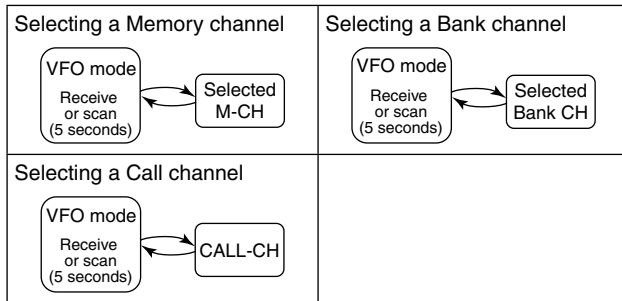 Selecting a Memory channel
VFO mode
Receive
or scan
(5 seconds)
Selected
M-CH
Selecting a Bank channel
VFO mode
Receive
or scan
(5 seconds)
Selected
Bank CH
Selecting a Call channel
VFO mode
Receive
or scan
(5 seconds)
CALL-CH